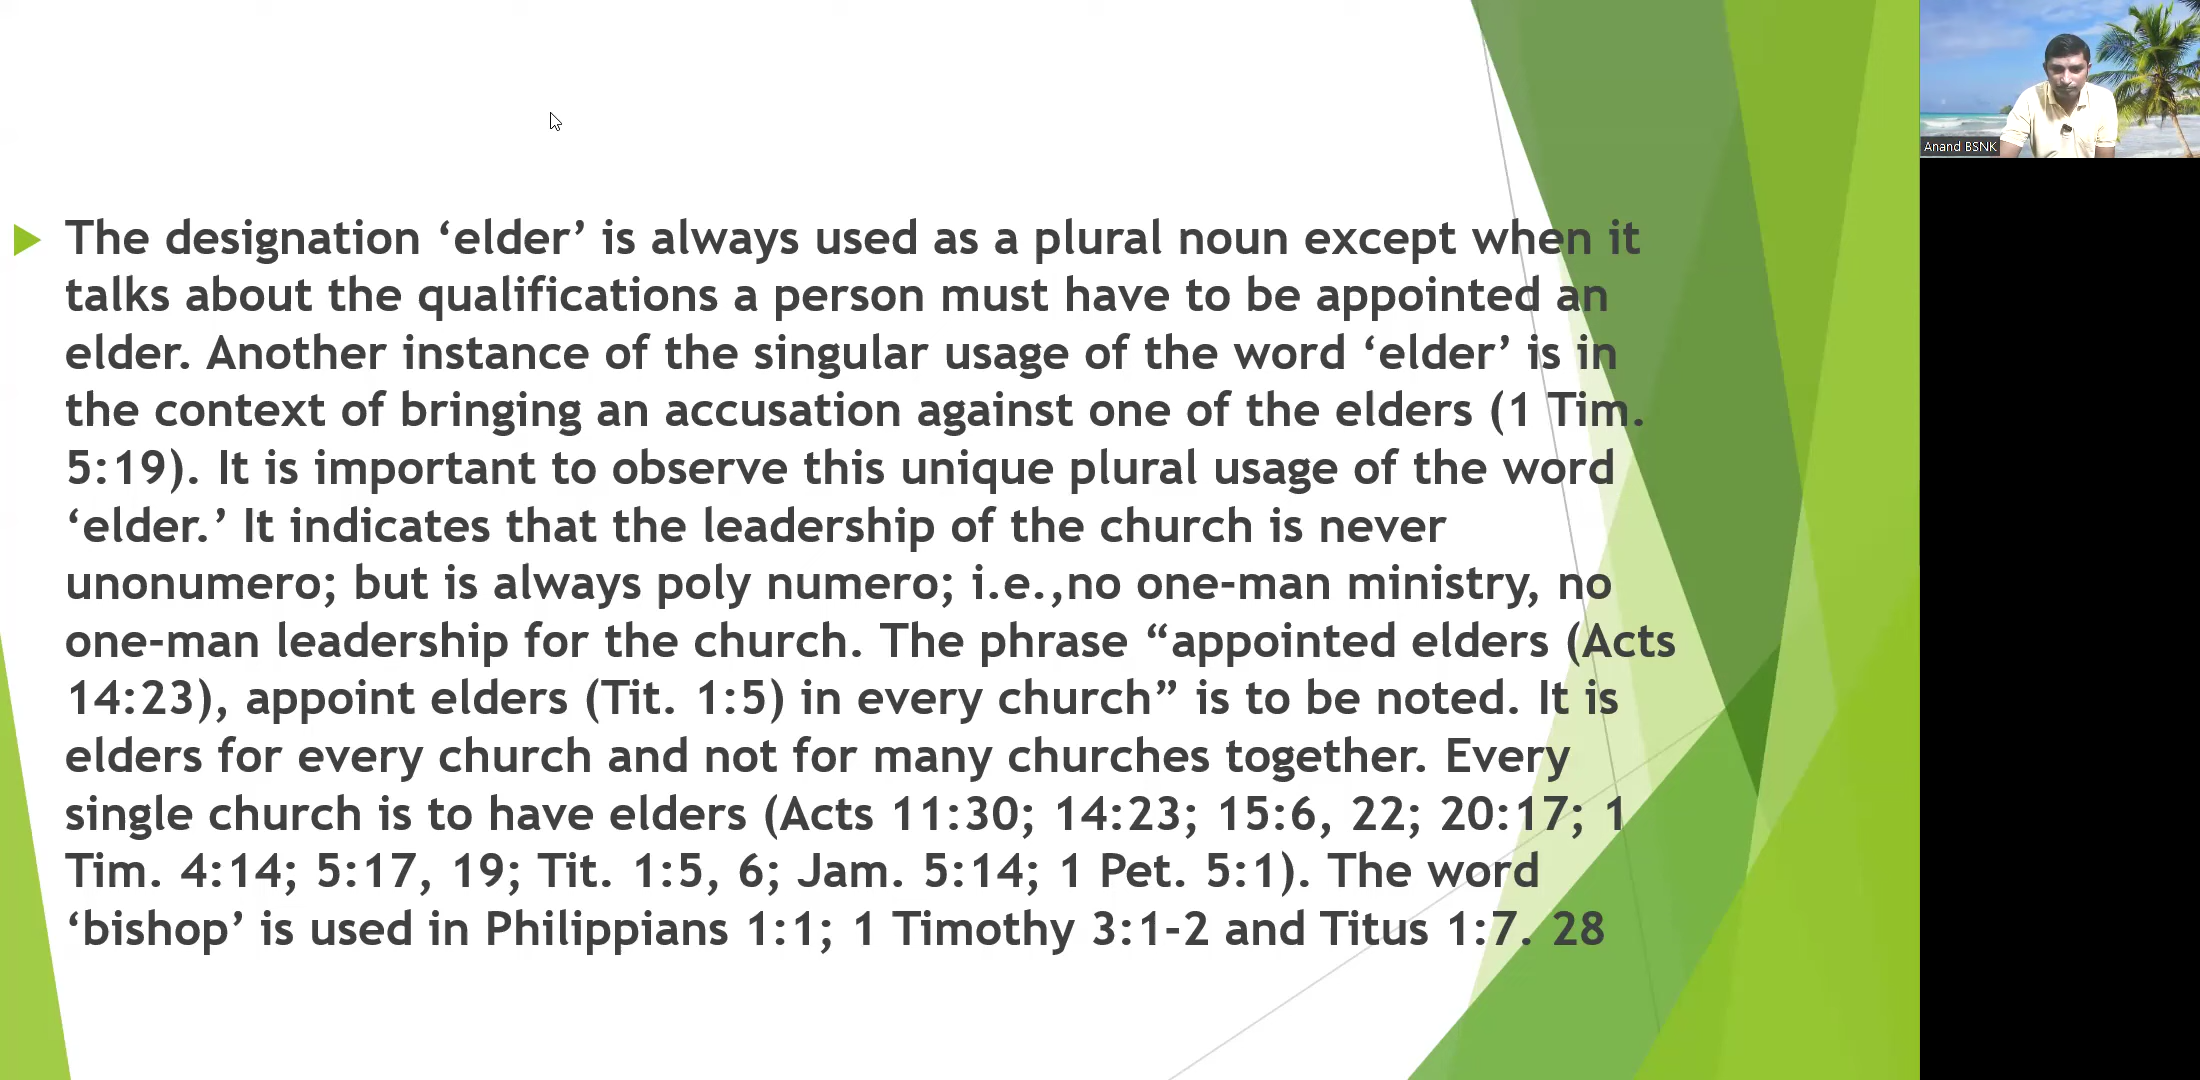 The designation ‘elder’ is always used as a plural noun except when it
talks about the qualifications a person must have to be appointed an
elder. Another instance of the singular usage of the word ‘elder’ is in
the context of bringing an accusation against one of the elders (1 Tim.
5:19). It is important to observe this unique plural usage of the word
‘elder.’ It indicates that the leadership of the church is never
unonumero; but is always poly numero; i.e.,no one-man ministry, no
one-man leadership for the church. The phrase “appointed elders (Acts
14:23), appoint elders (Tit. 1:5) in every church” is to be noted. It is
elders for every church and not for many churches together. Every
single church is to have elders (Acts 11:30; 14:23; 15:6, 22; 20:17; 1
Tim. 4:14; 5:17, 19; Tit. 1:5, 6; Jam. 5:14; 1 Pet. 5:1). The word
‘bishop’ is used in Philippians 1:1; 1 Timothy 3:1-2 and Titus 1:7. 28
Anand BSNK